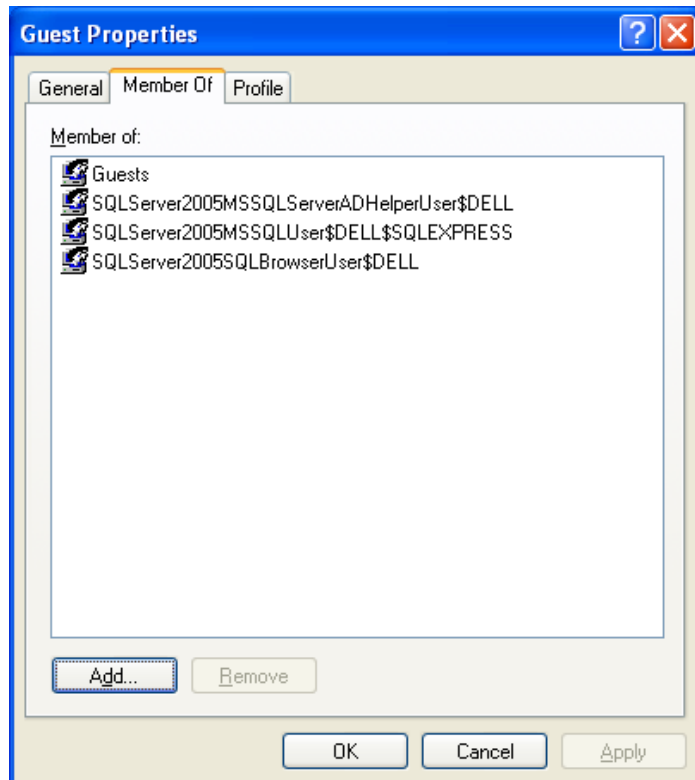 Guest Properties
General Member Of Profile
Member of:
Guests
SQLServer2005MSSQLServerADHelperUser$DELL
SQLServer2005MSSQLUser$DELL$SQLEXPRESS
SQLServer2005SQLBrowserUser$DELL
Add... Remove
OK Cancel Apply